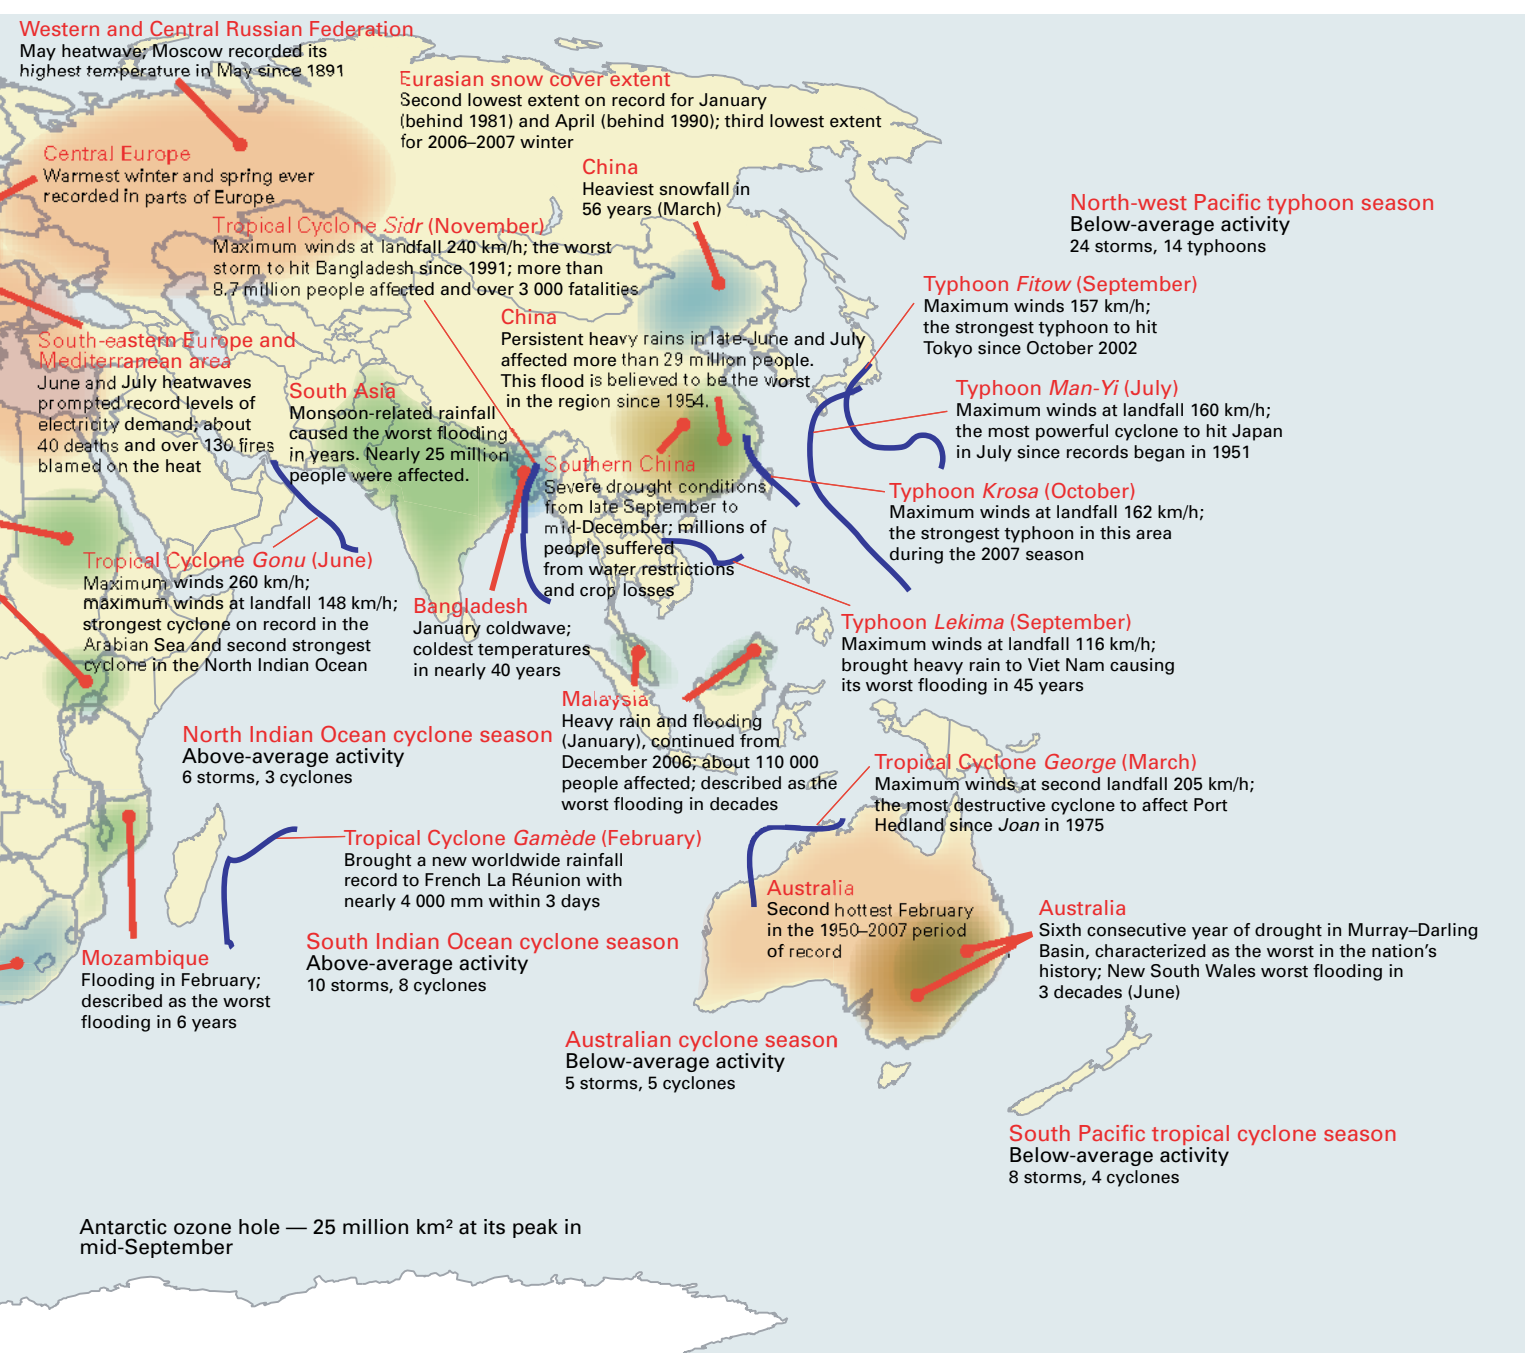 Western and Central Russian Federation
May heatwave; Moscow recorded its
highest temperature in May since 1891
Eurasian snow cover extent
Second lowest extent on record for January
(behind 1981) and April (behind 1990); third lowest extent
for 2006–2007 winter
Central Europe
Warmest winter and spring ever
recorded in parts of Europe
China
Heaviest snowfall in
56 years (March)
North-west Pacific typhoon season
Below-average activity
24 storms, 14 typhoons
Tropical Cyclone Sidr (November)
Maximum winds at landfall 240 km/h; the worst
storm to hit Bangladesh since 1991; more than
8.7 million people affected and over 3 000 fatalities
Typhoon Fitow (September)
Maximum winds 157 km/h;
the strongest typhoon to hit
Tokyo since October 2002
China
Persistent heavy rains in late-June and July
affected more than 29 million people.
This flood is believed to be the worst
in the region since 1954.
South-eastern Europe and
Mediterranean area
June and July heatwaves
prompted record levels of
electricity demand; about
40 deaths and over 130 fires
blamed on the heat
South Asia
Monsoon-related rainfall
caused the worst flooding
in years. Nearly 25 million
people were affected.
Typhoon Man-Yi (July)
Maximum winds at landfall 160 km/h;
the most powerful cyclone to hit Japan
in July since records began in 1951
Southern China
Severe drought conditions
from late September to
mid-December; millions of
people suffered
from water restrictions
and crop losses
Typhoon Krosa (October)
Maximum winds at landfall 162 km/h;
the strongest typhoon in this area
during the 2007 season
Tropical Cyclone Gonu (June)
Maximum winds 260 km/h;
maximum winds at landfall 148 km/h;
strongest cyclone on record in the
Arabian Sea and second strongest
cyclone in the North Indian Ocean
Bangladesh
January coldwave;
coldest temperatures
in nearly 40 years
Typhoon Lekima (September)
Maximum winds at landfall 116 km/h;
brought heavy rain to Viet Nam causing
its worst flooding in 45 years
Malaysia
Heavy rain and flooding
(January), continued from
December 2006; about 110 000
people affected; described as the
worst flooding in decades
North Indian Ocean cyclone season
Above-average activity
6 storms, 3 cyclones
Tropical Cyclone George (March)
Maximum winds at second landfall 205 km/h;
the most destructive cyclone to affect Port
Hedland since Joan in 1975
Tropical Cyclone Gamède (February)
Brought a new worldwide rainfall
record to French La Réunion with
nearly 4 000 mm within 3 days
Australia
Second hottest February
in the 1950–2007 period
of record
Australia
Sixth consecutive year of drought in Murray–Darling
Basin, characterized as the worst in the nation's
history; New South Wales worst flooding in
3 decades (June)
South Indian Ocean cyclone season
Above-average activity
10 storms, 8 cyclones
Mozambique
Flooding in February;
described as the worst
flooding in 6 years
Australian cyclone season
Below-average activity
5 storms, 5 cyclones
South Pacific tropical cyclone season
Below-average activity
8 storms, 4 cyclones
Antarctic ozone hole — 25 million km² at its peak in
mid-September